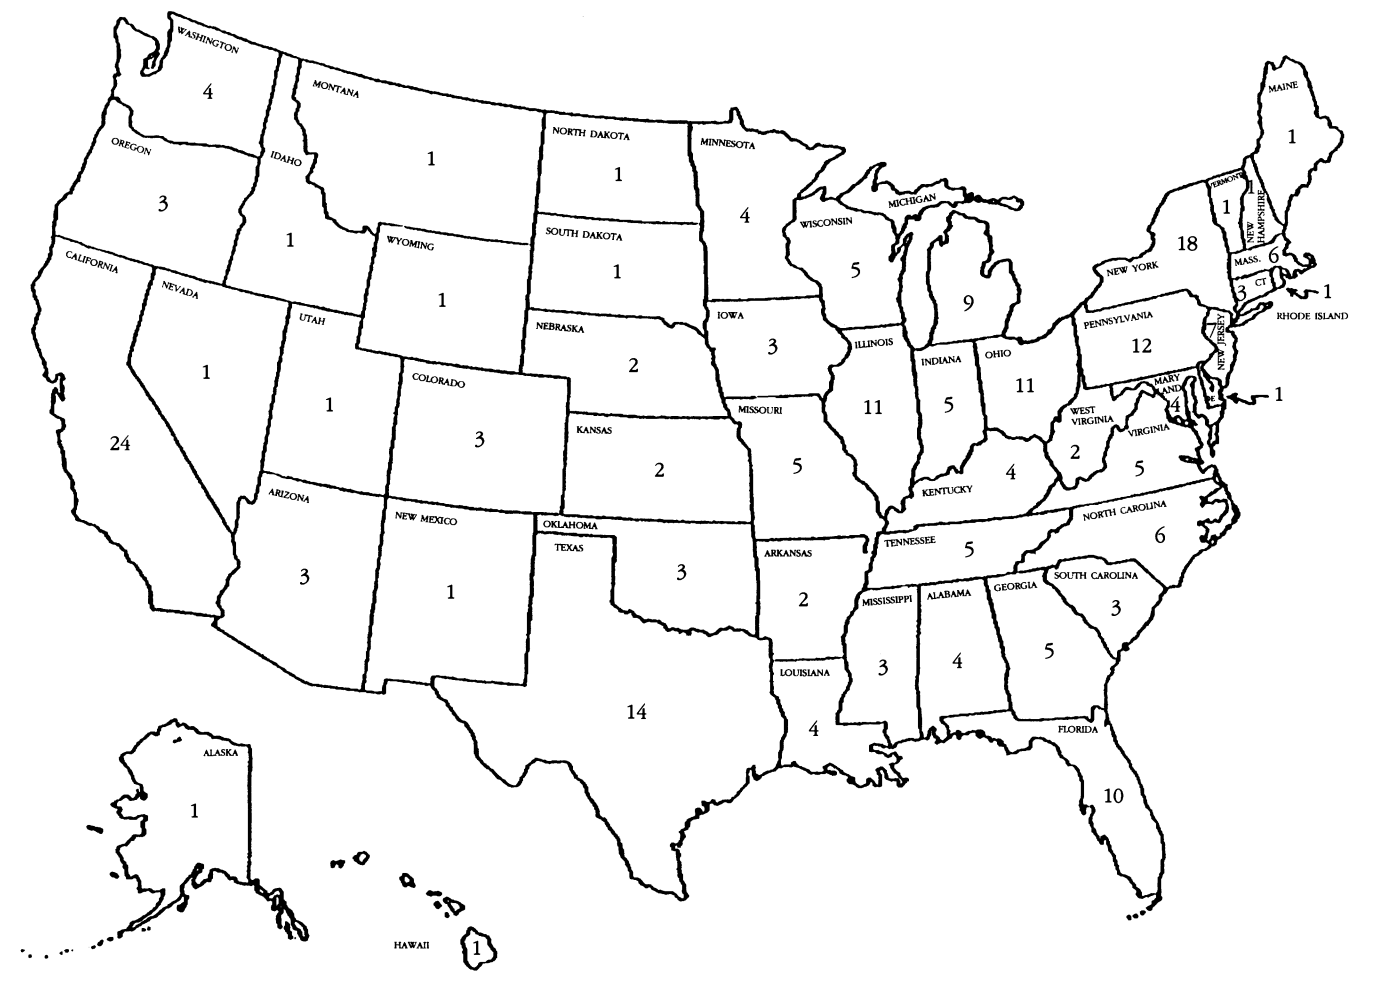 WASHINGTON
4
MONTANA
1
OREGON
3
IDAHO
1
NORTH DAKOTA
1
MINNESOTA
4
MAINE
1
SOUTH DAKOTA
1
WYOMING
1
WISCONSIN
5
MICHIGAN
9
VERMONT
1
1
NEW
HAMPSHIRE
NEW YORK
18
MASS. 6
3 CT
1
RHODE ISLAND
CALIFORNIA
24
NEVADA
1
UTAH
1
COLORADO
3
NEBRASKA
2
IOWA
3
ILLINOIS
11
INDIANA
5
OHIO
11
PENNSYLVANIA
12
7
NEW JERSEY
MARY
LAND
4
DE
1
WEST
VIRGINIA
2
VIRGINIA
5
KANSAS
2
MISSOURI
5
KENTUCKY
4
ARIZONA
3
NEW MEXICO
1
OKLAHOMA
3
TEXAS
14
ARKANSAS
2
TENNESSEE
5
NORTH CAROLINA
6
SOUTH CAROLINA
3
MISSISSIPPI
3
ALABAMA
4
GEORGIA
5
LOUISIANA
4
FLORIDA
10
ALASKA
1
HAWAII
1